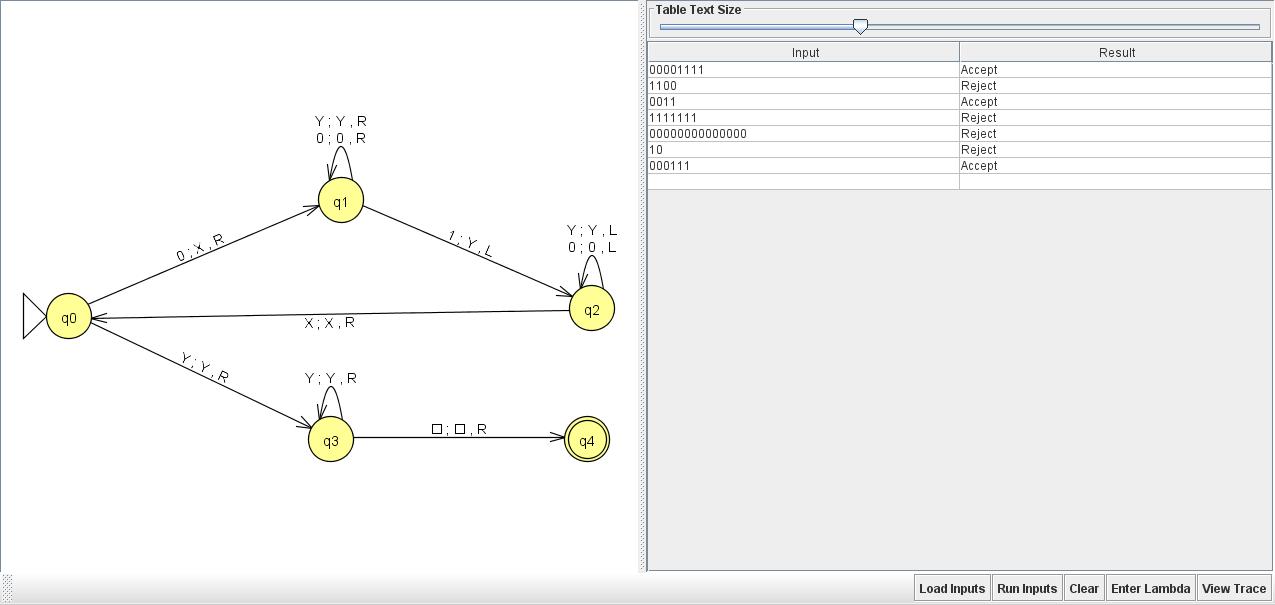 Table Text Size
Input Result
00001111 Accept
1100 Reject
0011 Accept
1111111 Reject
00000000000000 Reject
10 Reject
000111 Accept
Y ; Y , R
0 ; 0 , R
q1
0 ; X , R
1 ; Y , L
Y ; Y , L
0 ; 0 , L
q2
q0
X ; X , R
Y ; Y , R
Y ; Y , R
q3
□ ; □ , R
q4
Load Inputs Run Inputs Clear Enter Lambda View Trace